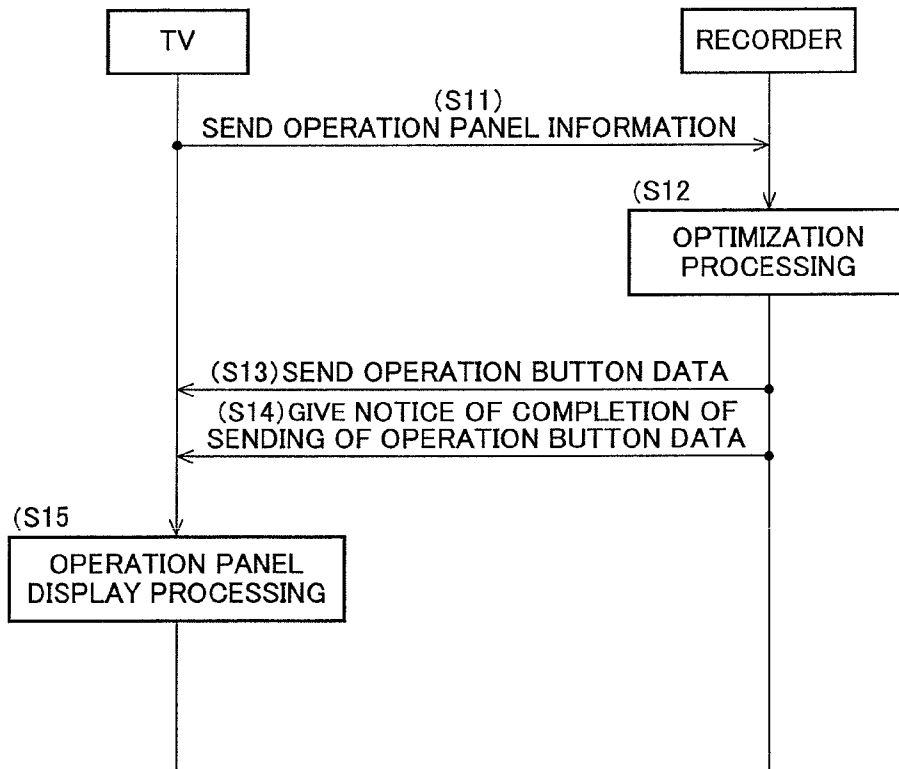 TV
RECORDER
(S11)
SEND OPERATION PANEL INFORMATION
(S12
OPTIMIZATION
PROCESSING
(S13)SEND OPERATION BUTTON DATA
(S14)GIVE NOTICE OF COMPLETION OF
SENDING OF OPERATION BUTTON DATA
(S15
OPERATION PANEL
DISPLAY PROCESSING